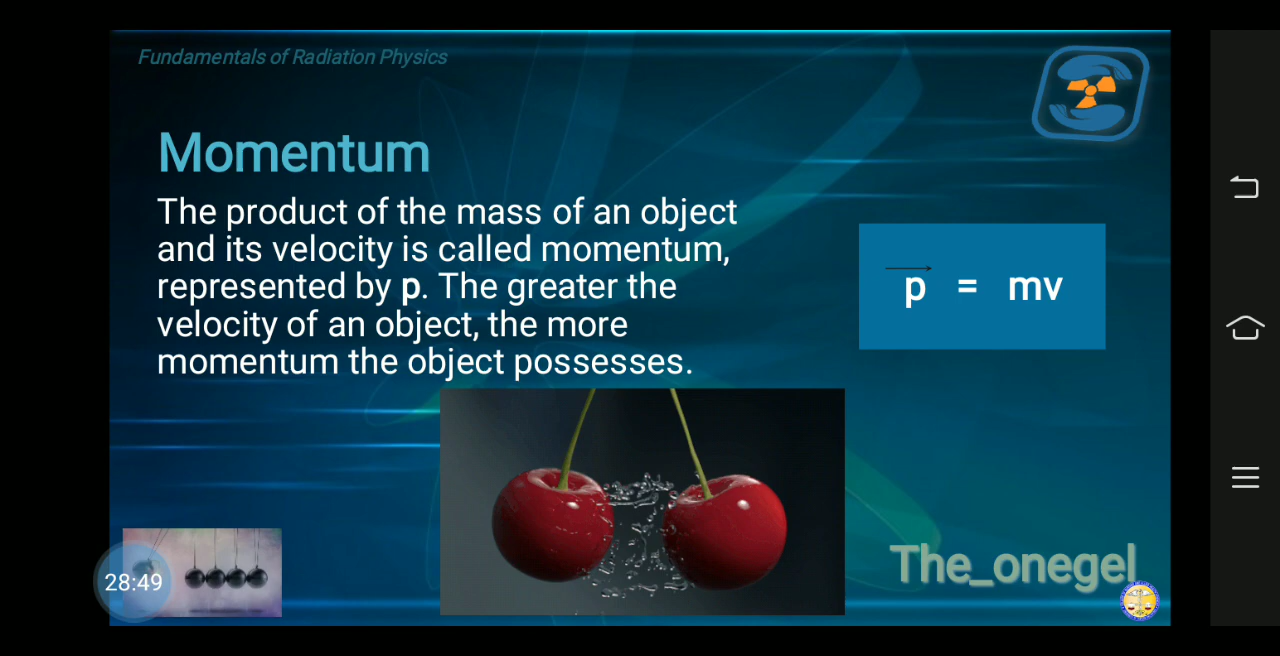 Fundamentals of Radiation Physics
Momentum
The product of the mass of an object
and its velocity is called momentum,
represented by p. The greater the
velocity of an object, the more
momentum the object possesses.
p = mv
28:49
The_onegel